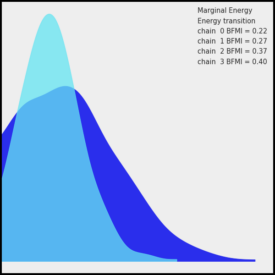 Marginal Energy
Energy transition
chain  0 BFMI = 0.22
chain  1 BFMI = 0.27
chain  2 BFMI = 0.37
chain  3 BFMI = 0.40